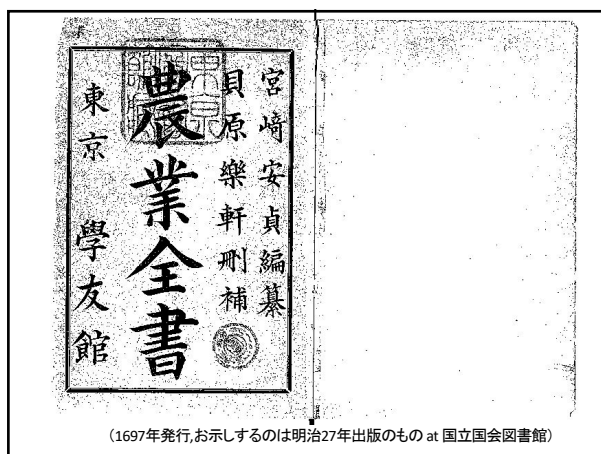 宮崎安貞編纂
貝原樂軒刪補
農業全書
東京 學友館
(1697年発行,お示しするのは明治27年出版のもの at 国立国会図書館)